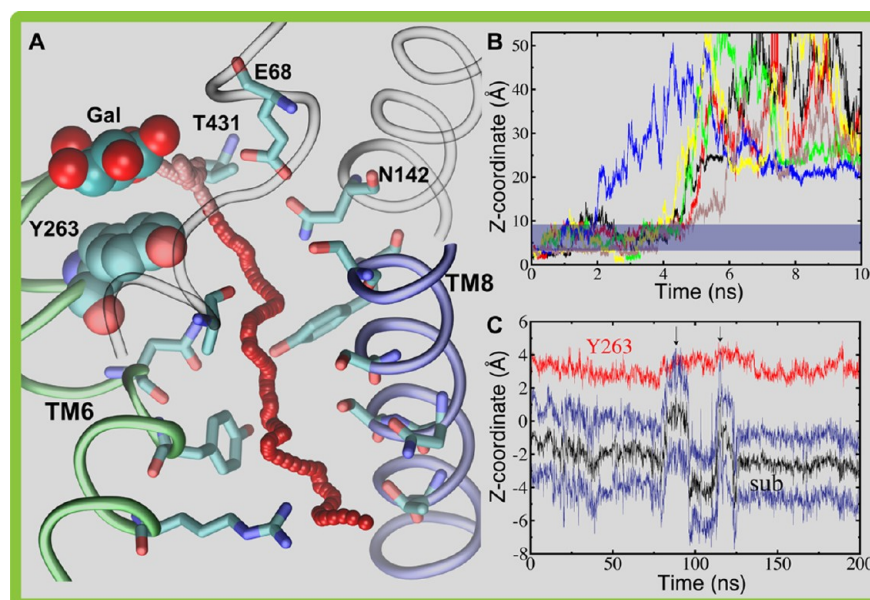 A
E68
Gal
T431
N142
Y263
TM8
TM6
B
Z-coordinate (Å)
50
40
30
20
10
0
0 2 4 6 8 10
Time (ns)
C
Z-coordinate (Å)
6
4
2
0
-2
-4
-6
-8
Y263
sub
0 50 100 150 200
Time (ns)